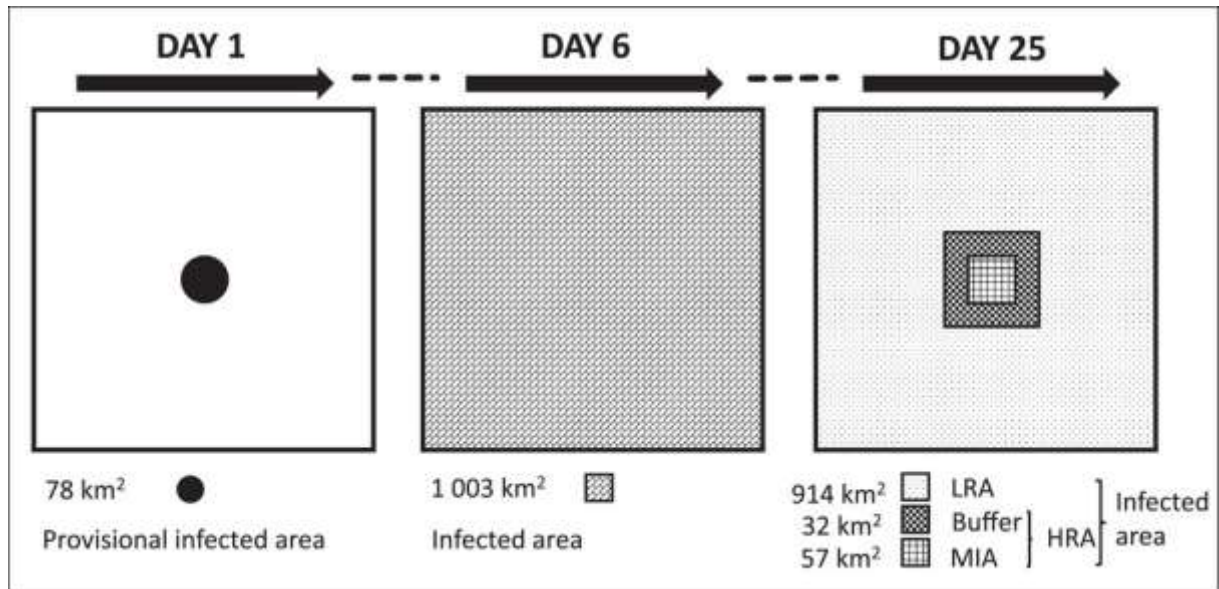 DAY 1
DAY 6
DAY 25
78 km²
Provisional infected area
1 003 km²
Infected area
914 km² LRA
32 km² Buffer
57 km² MIA
HRA
Infected
area